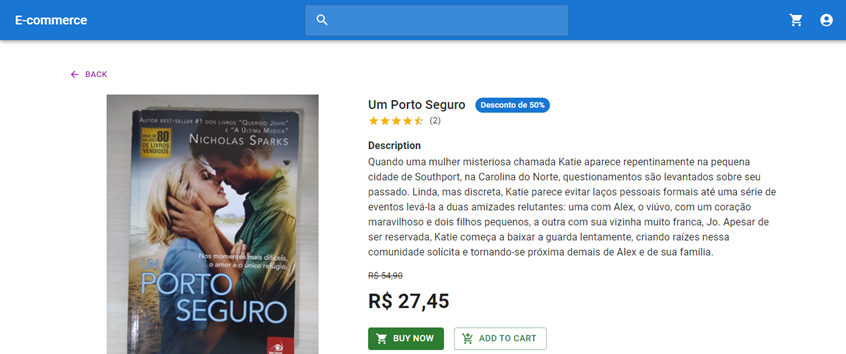 E-commerce
BACK
AUTOR BEST-SELLER #1 DOS LIVROS "QUERIDO JOHN"
E "A ÚLTIMA MÚSICA"
NICHOLAS SPARKS
80
DE LIVROS
VENDIDOS
Nos momentos mais difíceis,
o amor é o único refúgio.
UM
PORTO
SEGURO
Um Porto Seguro
Desconto de 50%
(2)
Description
Quando uma mulher misteriosa chamada Katie aparece repentinamente na pequena
cidade de Southport, na Carolina do Norte, questionamentos são levantados sobre seu
passado. Linda, mas discreta, Katie parece evitar laços pessoais formais até uma série de
eventos levá-la a duas amizades relutantes: uma com Alex, o viúvo, com um coração
maravilhoso e dois filhos pequenos, a outra com sua vizinha muito franca, Jo. Apesar de
ser reservada, Katie começa a baixar a guarda lentamente, criando raízes nessa
comunidade solícita e tornando-se próxima demais de Alex e de sua família.
R$ 54,90
R$ 27,45
BUY NOW
ADD TO CART